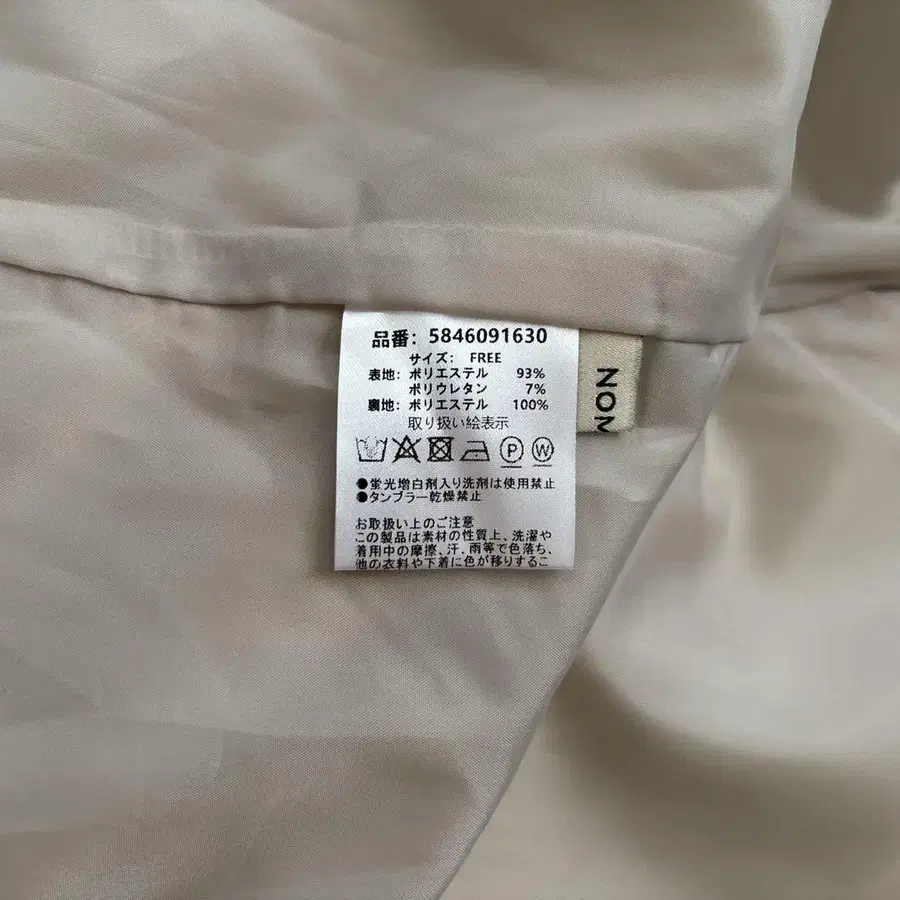 品番: 5846091630
サイズ: FREE
表地: ポリエステル 93%
ポリウレタン 7%
裏地: ポリエステル 100%
取り扱い絵表示
P W
●蛍光増白剤入り洗剤は使用禁止
●タンブラー乾燥禁止
お取扱い上のご注意
この製品は素材の性質上、洗濯や
着用中の摩擦、汗、雨等で色落ち、
他の衣料や下着に色が移りするこ
NOM